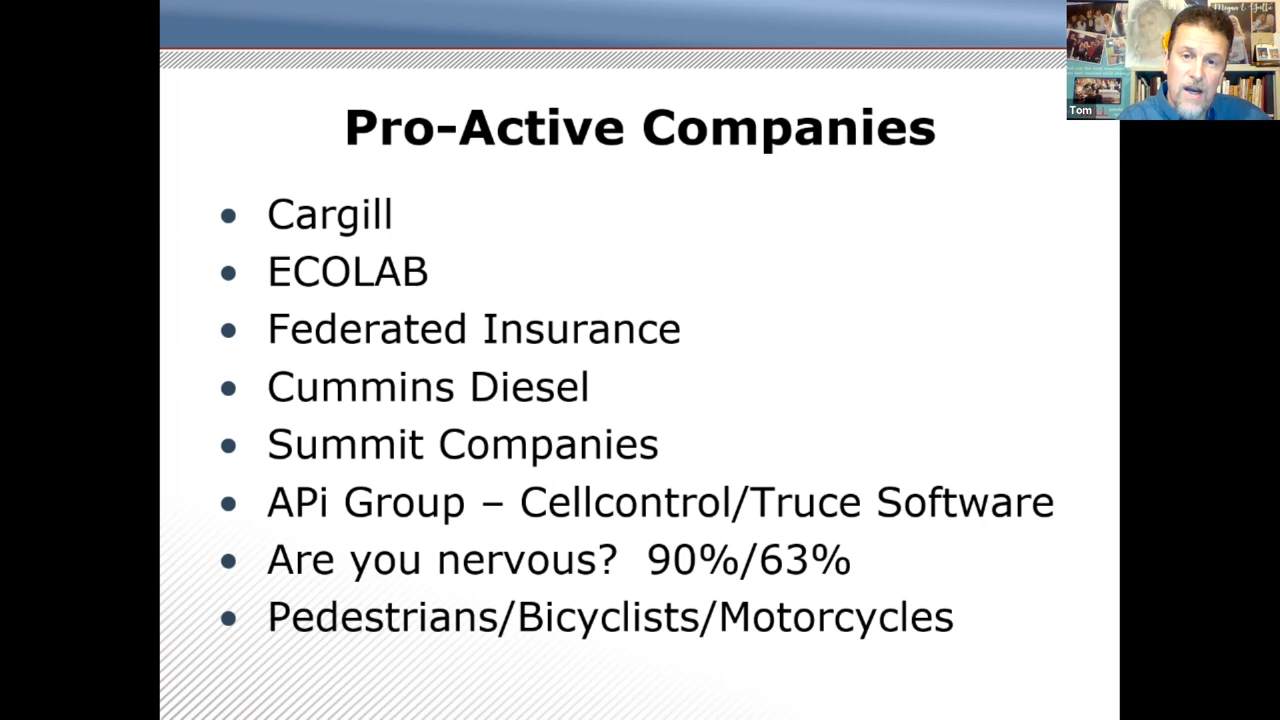 Pro-Active Companies
Cargill
ECOLAB
Federated Insurance
Cummins Diesel
Summit Companies
APi Group – Cellcontrol/Truce Software
Are you nervous?  90%/63%
Pedestrians/Bicyclists/Motorcycles
Tom